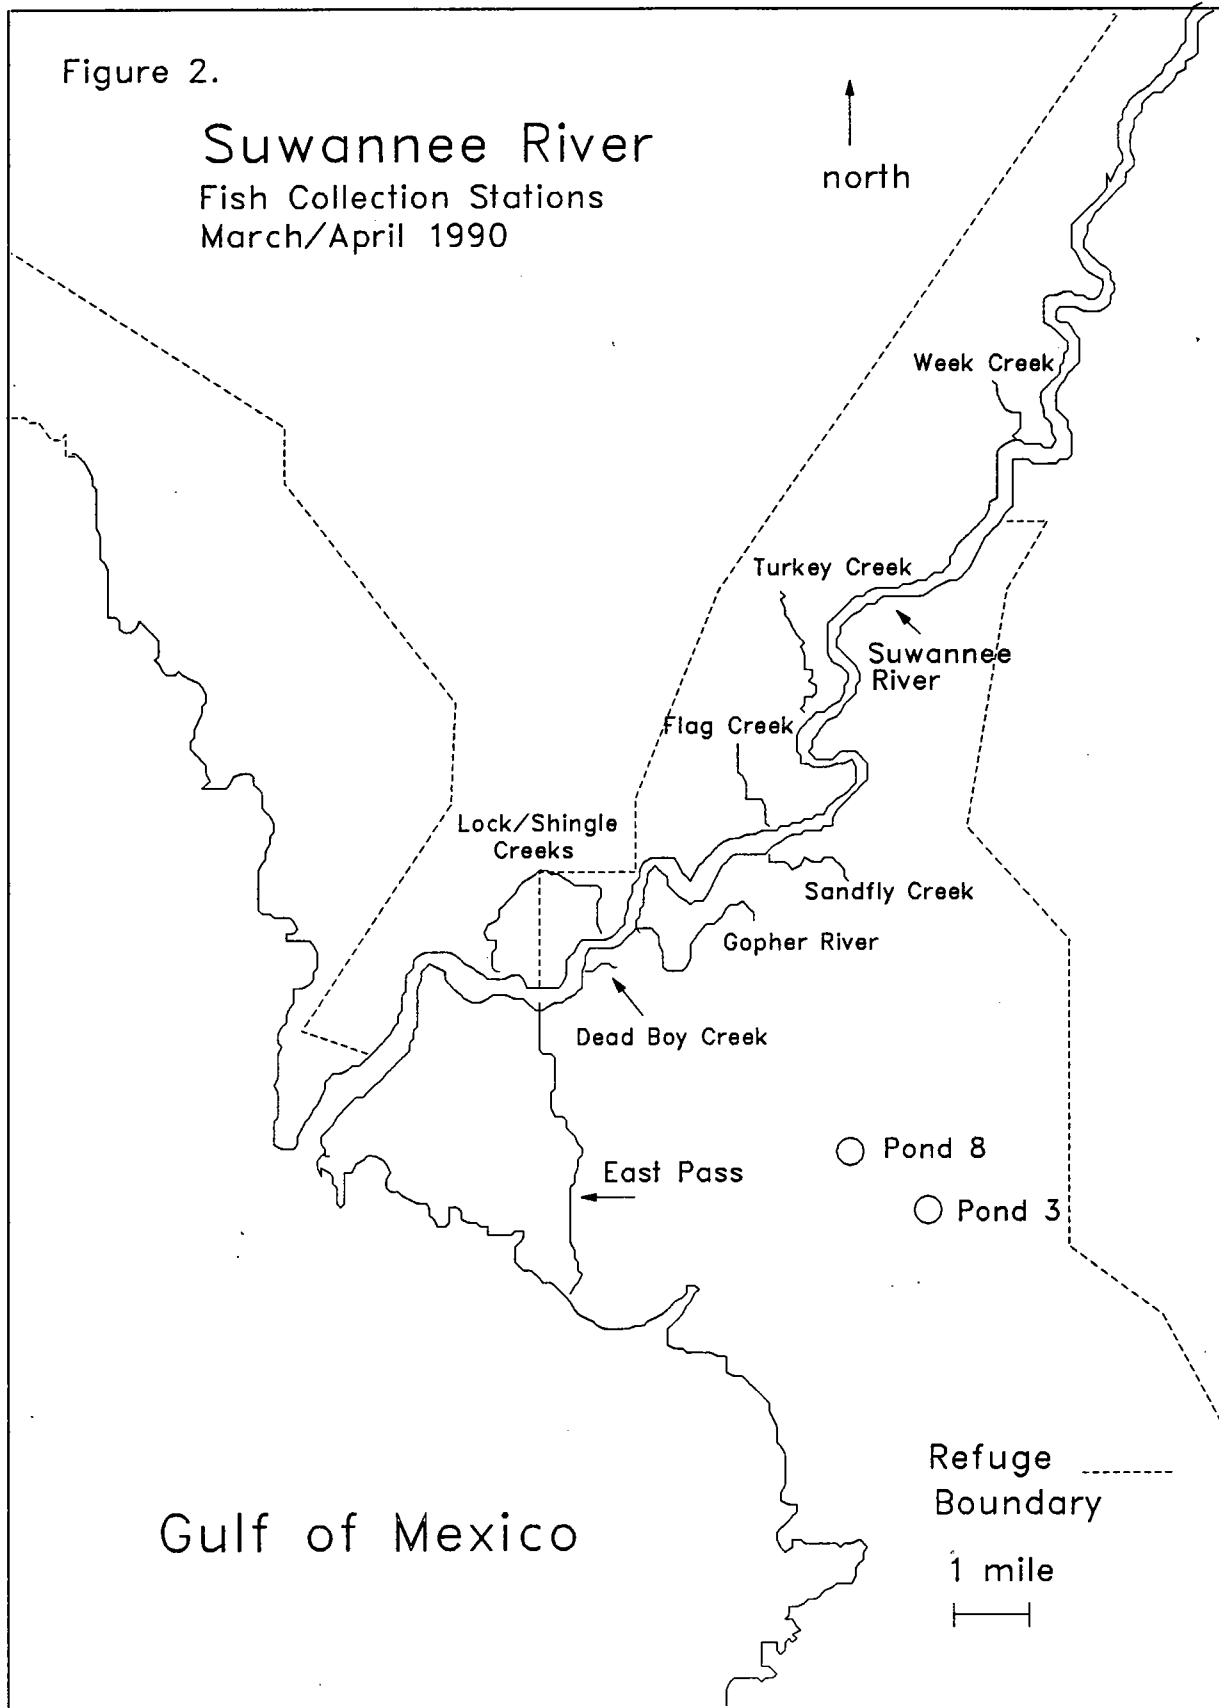 Figure 2.
Suwannee River
Fish Collection Stations
March/April 1990
north
Week Creek
Turkey Creek
Suwannee
River
Flag Creek
Lock/Shingle
Creeks
Sandfly Creek
Gopher River
Dead Boy Creek
Pond 8
East Pass
Pond 3
Refuge
Boundary
Gulf of Mexico
1 mile